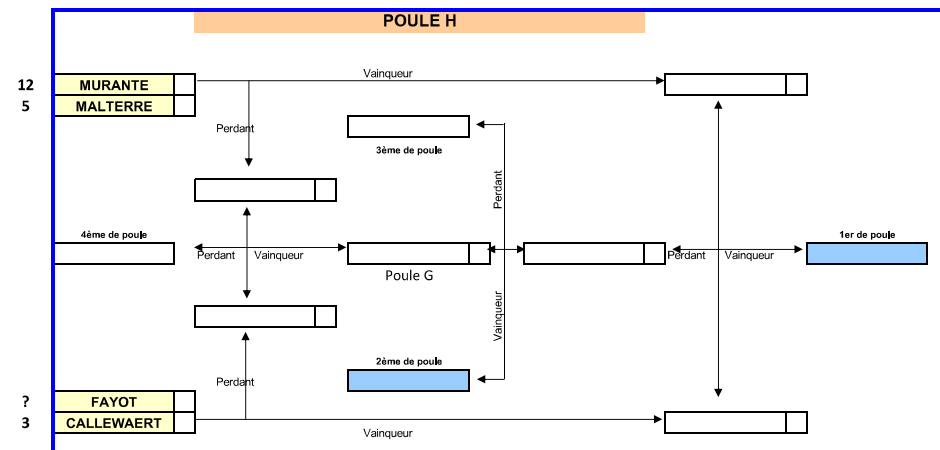 POULE H
Vainqueur
12 MURANTE
5 MALTERRE
Perdant
3ème de poule
Perdant
4ème de poule
1er de poule
Perdant Vainqueur
Perdant Vainqueur
Poule G
Vainqueur
2ème de poule
Perdant
? FAYOT
3 CALLEWAERT
Vainqueur